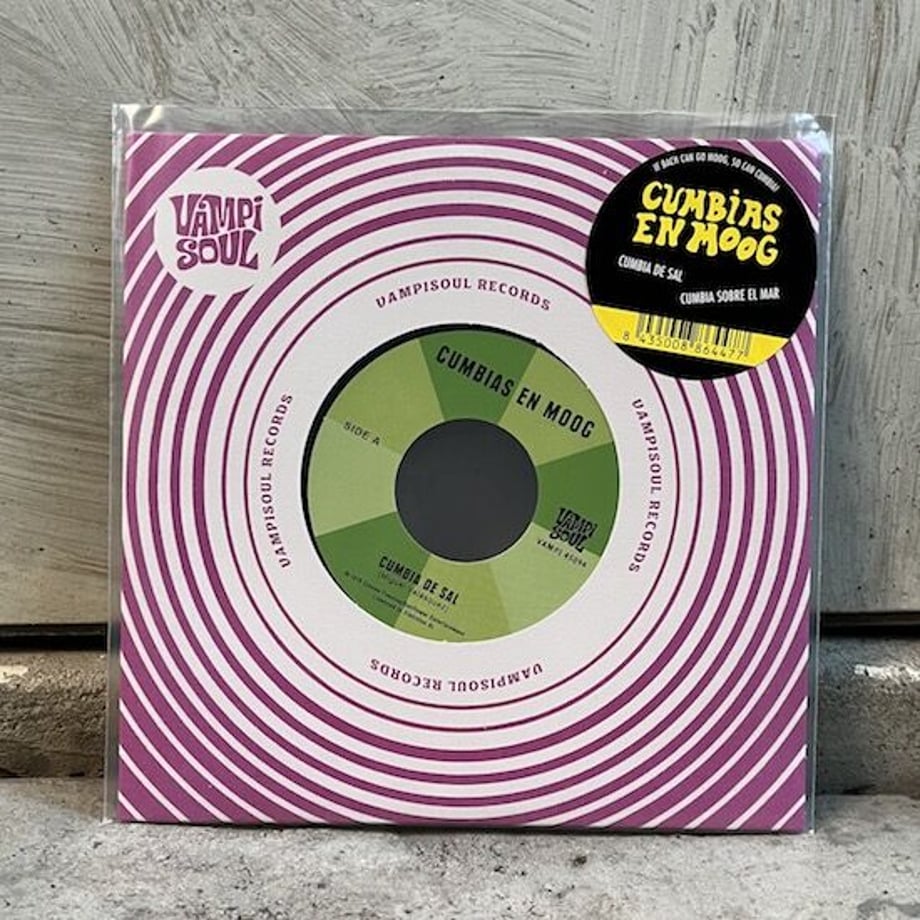 VAMPI
SOUL
IF BACH CAN GO MOOG, SO CAN CUMBIA!
CUMBIAS
EN MOOG
CUMBIA DE SAL
CUMBIA SOBRE EL MAR
8 435008 864477
VAMPISOUL RECORDS
VAMPISOUL RECORDS
VAMPISOUL RECORDS
VAMPISOUL RECORDS
CUMBIAS EN MOOG
SIDE A
VAMPI
SOUL
VAMPI 45094
CUMBIA DE SAL